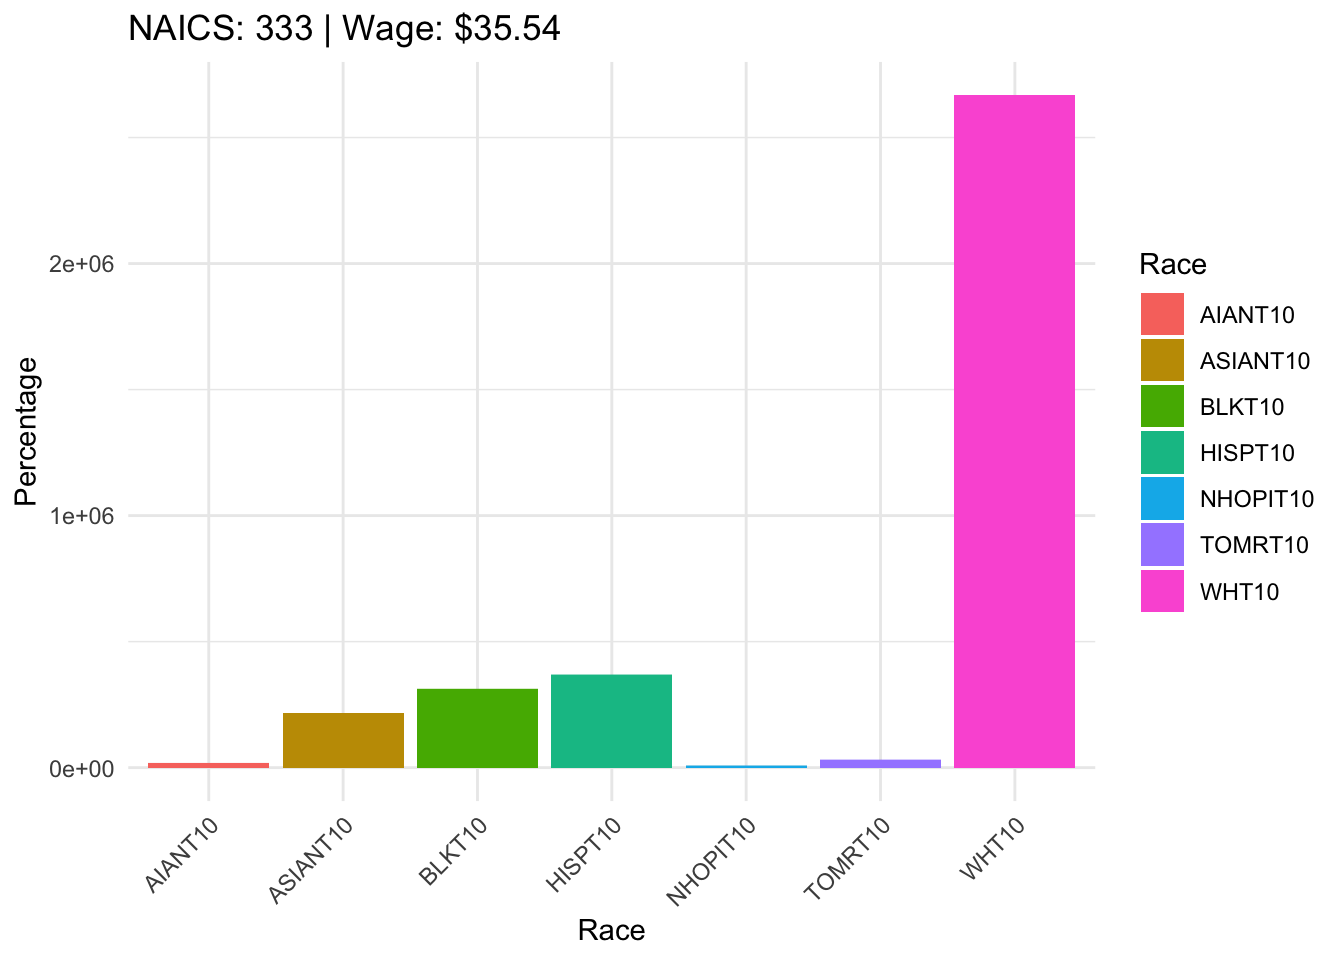 NAICS: 333 | Wage: $35.54
Percentage
2e+06
1e+06
0e+00
AIANT10
ASIANT10
BLKT10
HISPT10
NHOPIT10
TOMRT10
WHT10
Race
Race
AIANT10
ASIANT10
BLKT10
HISPT10
NHOPIT10
TOMRT10
WHT10